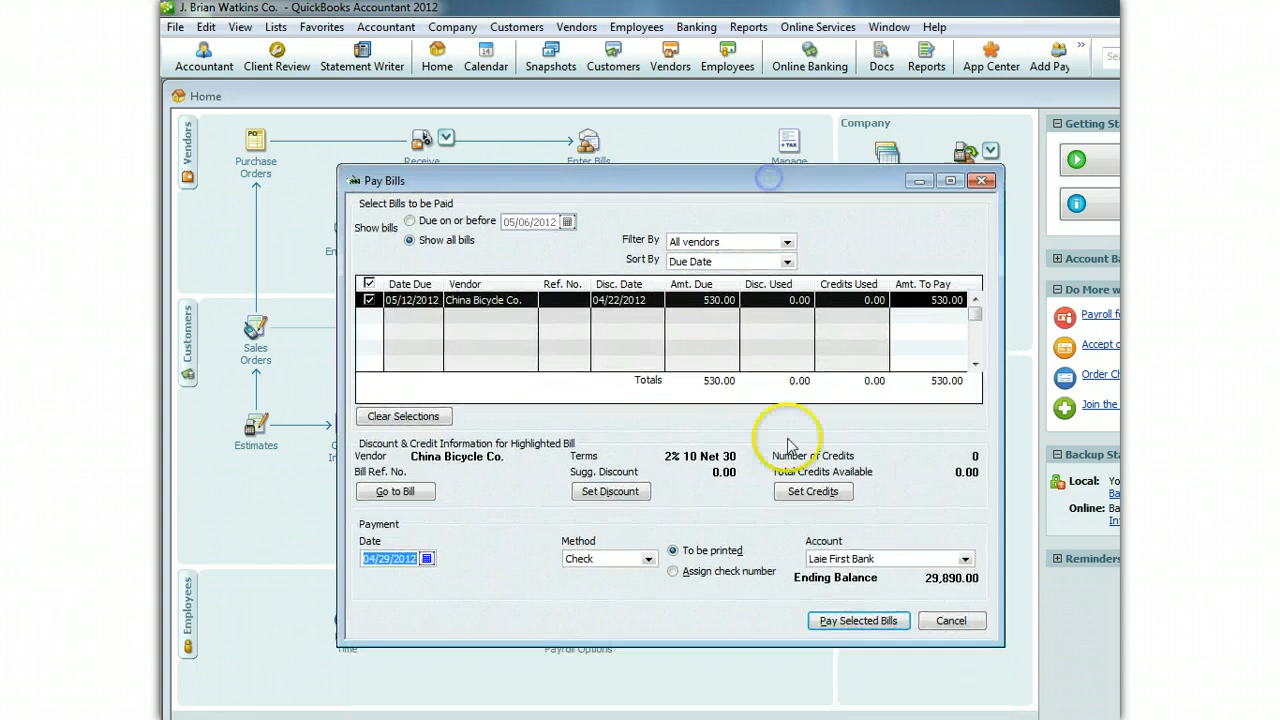 J. Brian Watkins Co. - QuickBooks Accountant 2012
File Edit View Lists Favorites Accountant Company Customers Vendors Employees Banking Reports Online Services Window Help
Accountant Client Review Statement Writer Home Calendar Snapshots Customers Vendors Employees Online Banking Docs Reports App Center Add Pay
Home
Vendors
Purchase Orders
Receive
Enter Bills
Manage
Company
Getting St
Pay Bills
Select Bills to be Paid
Show bills
Due on or before 05/06/2012
Show all bills
Filter By All vendors
Sort By Due Date
Date Due Vendor Ref. No. Disc. Date Amt. Due Disc. Used Credits Used Amt. To Pay
05/12/2012 China Bicycle Co. 04/22/2012 530.00 0.00 0.00 530.00
Totals 530.00 0.00 0.00 530.00
Clear Selections
Discount & Credit Information for Highlighted Bill
Vendor China Bicycle Co. Terms 2% 10 Net 30 Number of Credits 0
Bill Ref. No. Sugg. Discount 0.00 Total Credits Available 0.00
Go to Bill Set Discount Set Credits
Payment
Date Method Account
04/29/2012 Check
To be printed
Assign check number
Laie First Bank
Ending Balance 29,890.00
Pay Selected Bills Cancel
Customers
Sales Orders
Estimates
Employees
Time
Payroll Options
Account Ba
Do More w
Payroll fo
Accept c
Order Ch
Join the
Backup Sta
Local: Yo
Ba
Online: Ba
Inf
Reminders